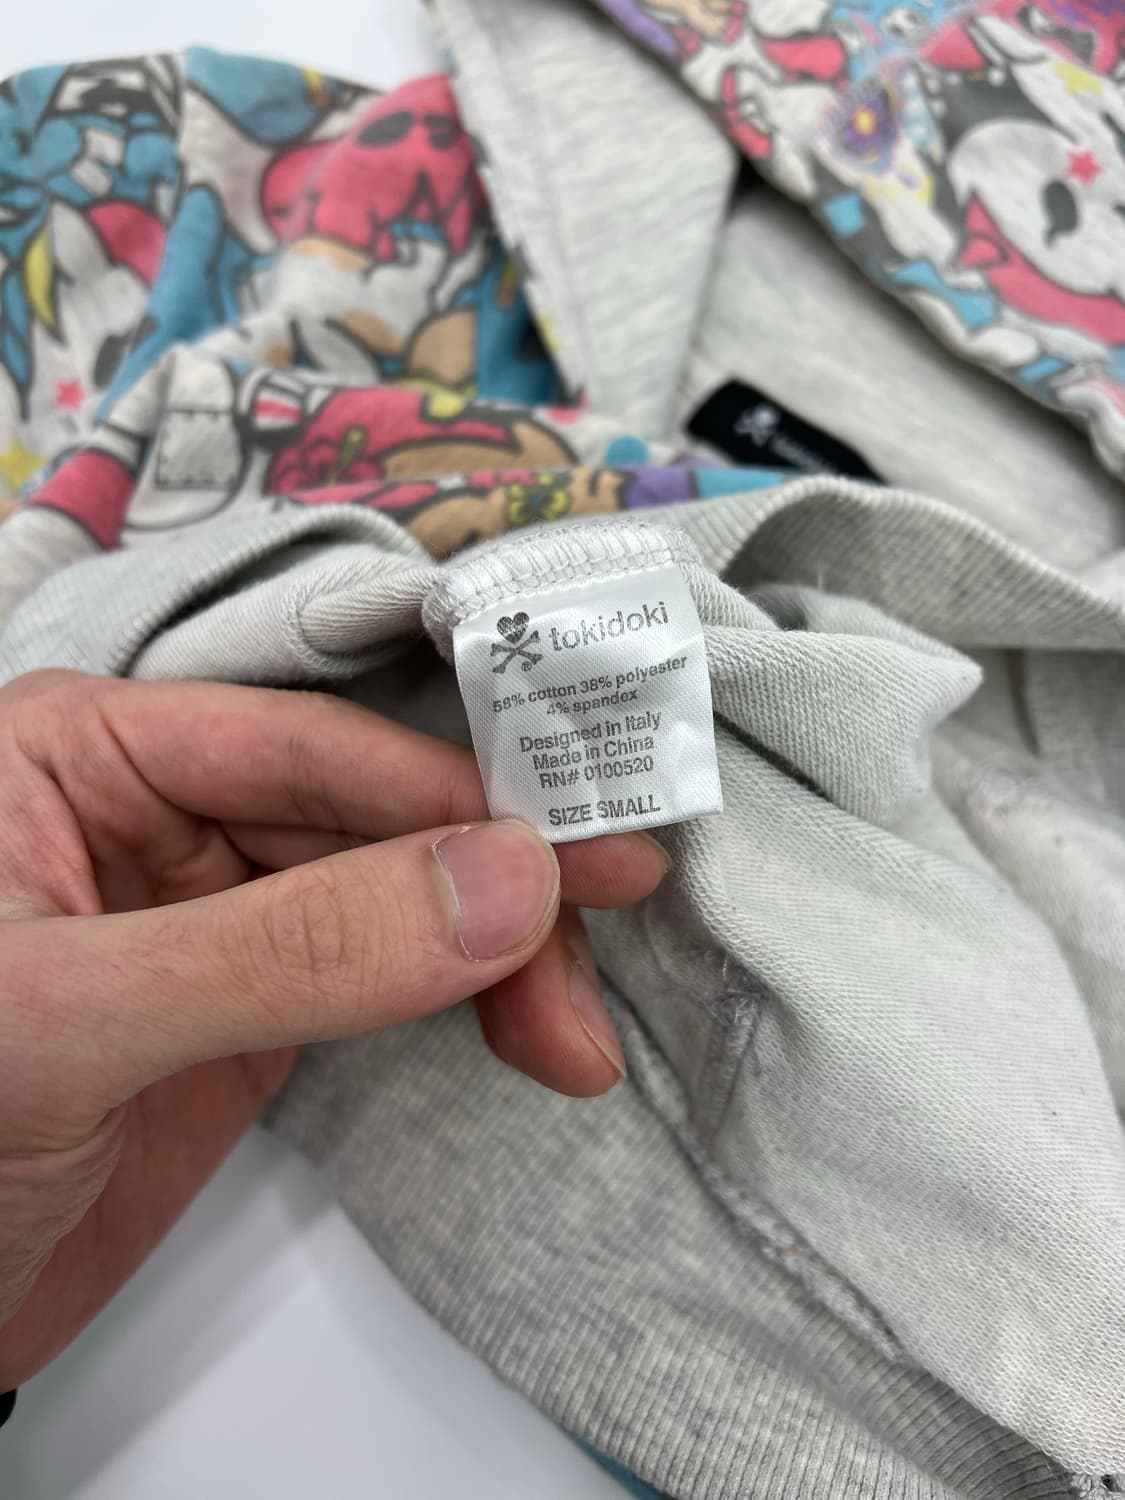 tokidoki
®
58% cotton 38% polyester
4% spandex
Designed in Italy
Made in China
RN# 0100520
SIZE SMALL